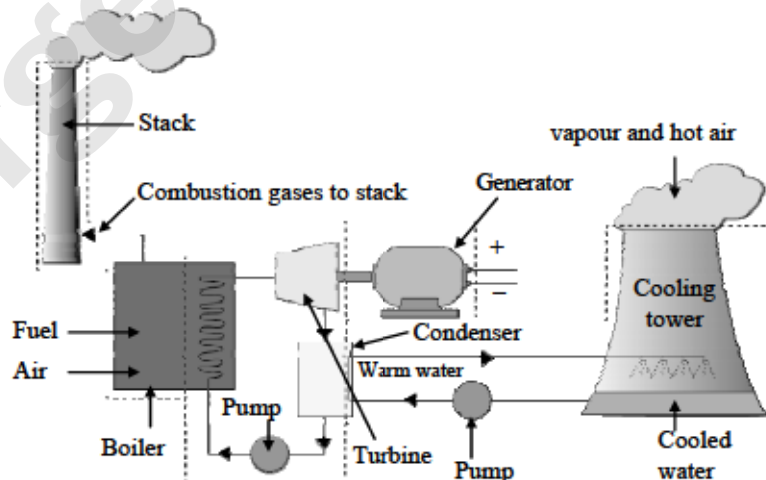 Stack
vapour and hot air
Combustion gases to stack
Generator
+
−
Cooling
tower
Fuel
Condenser
Air
Warm water
Pump
Boiler
Turbine
Pump
Cooled
water